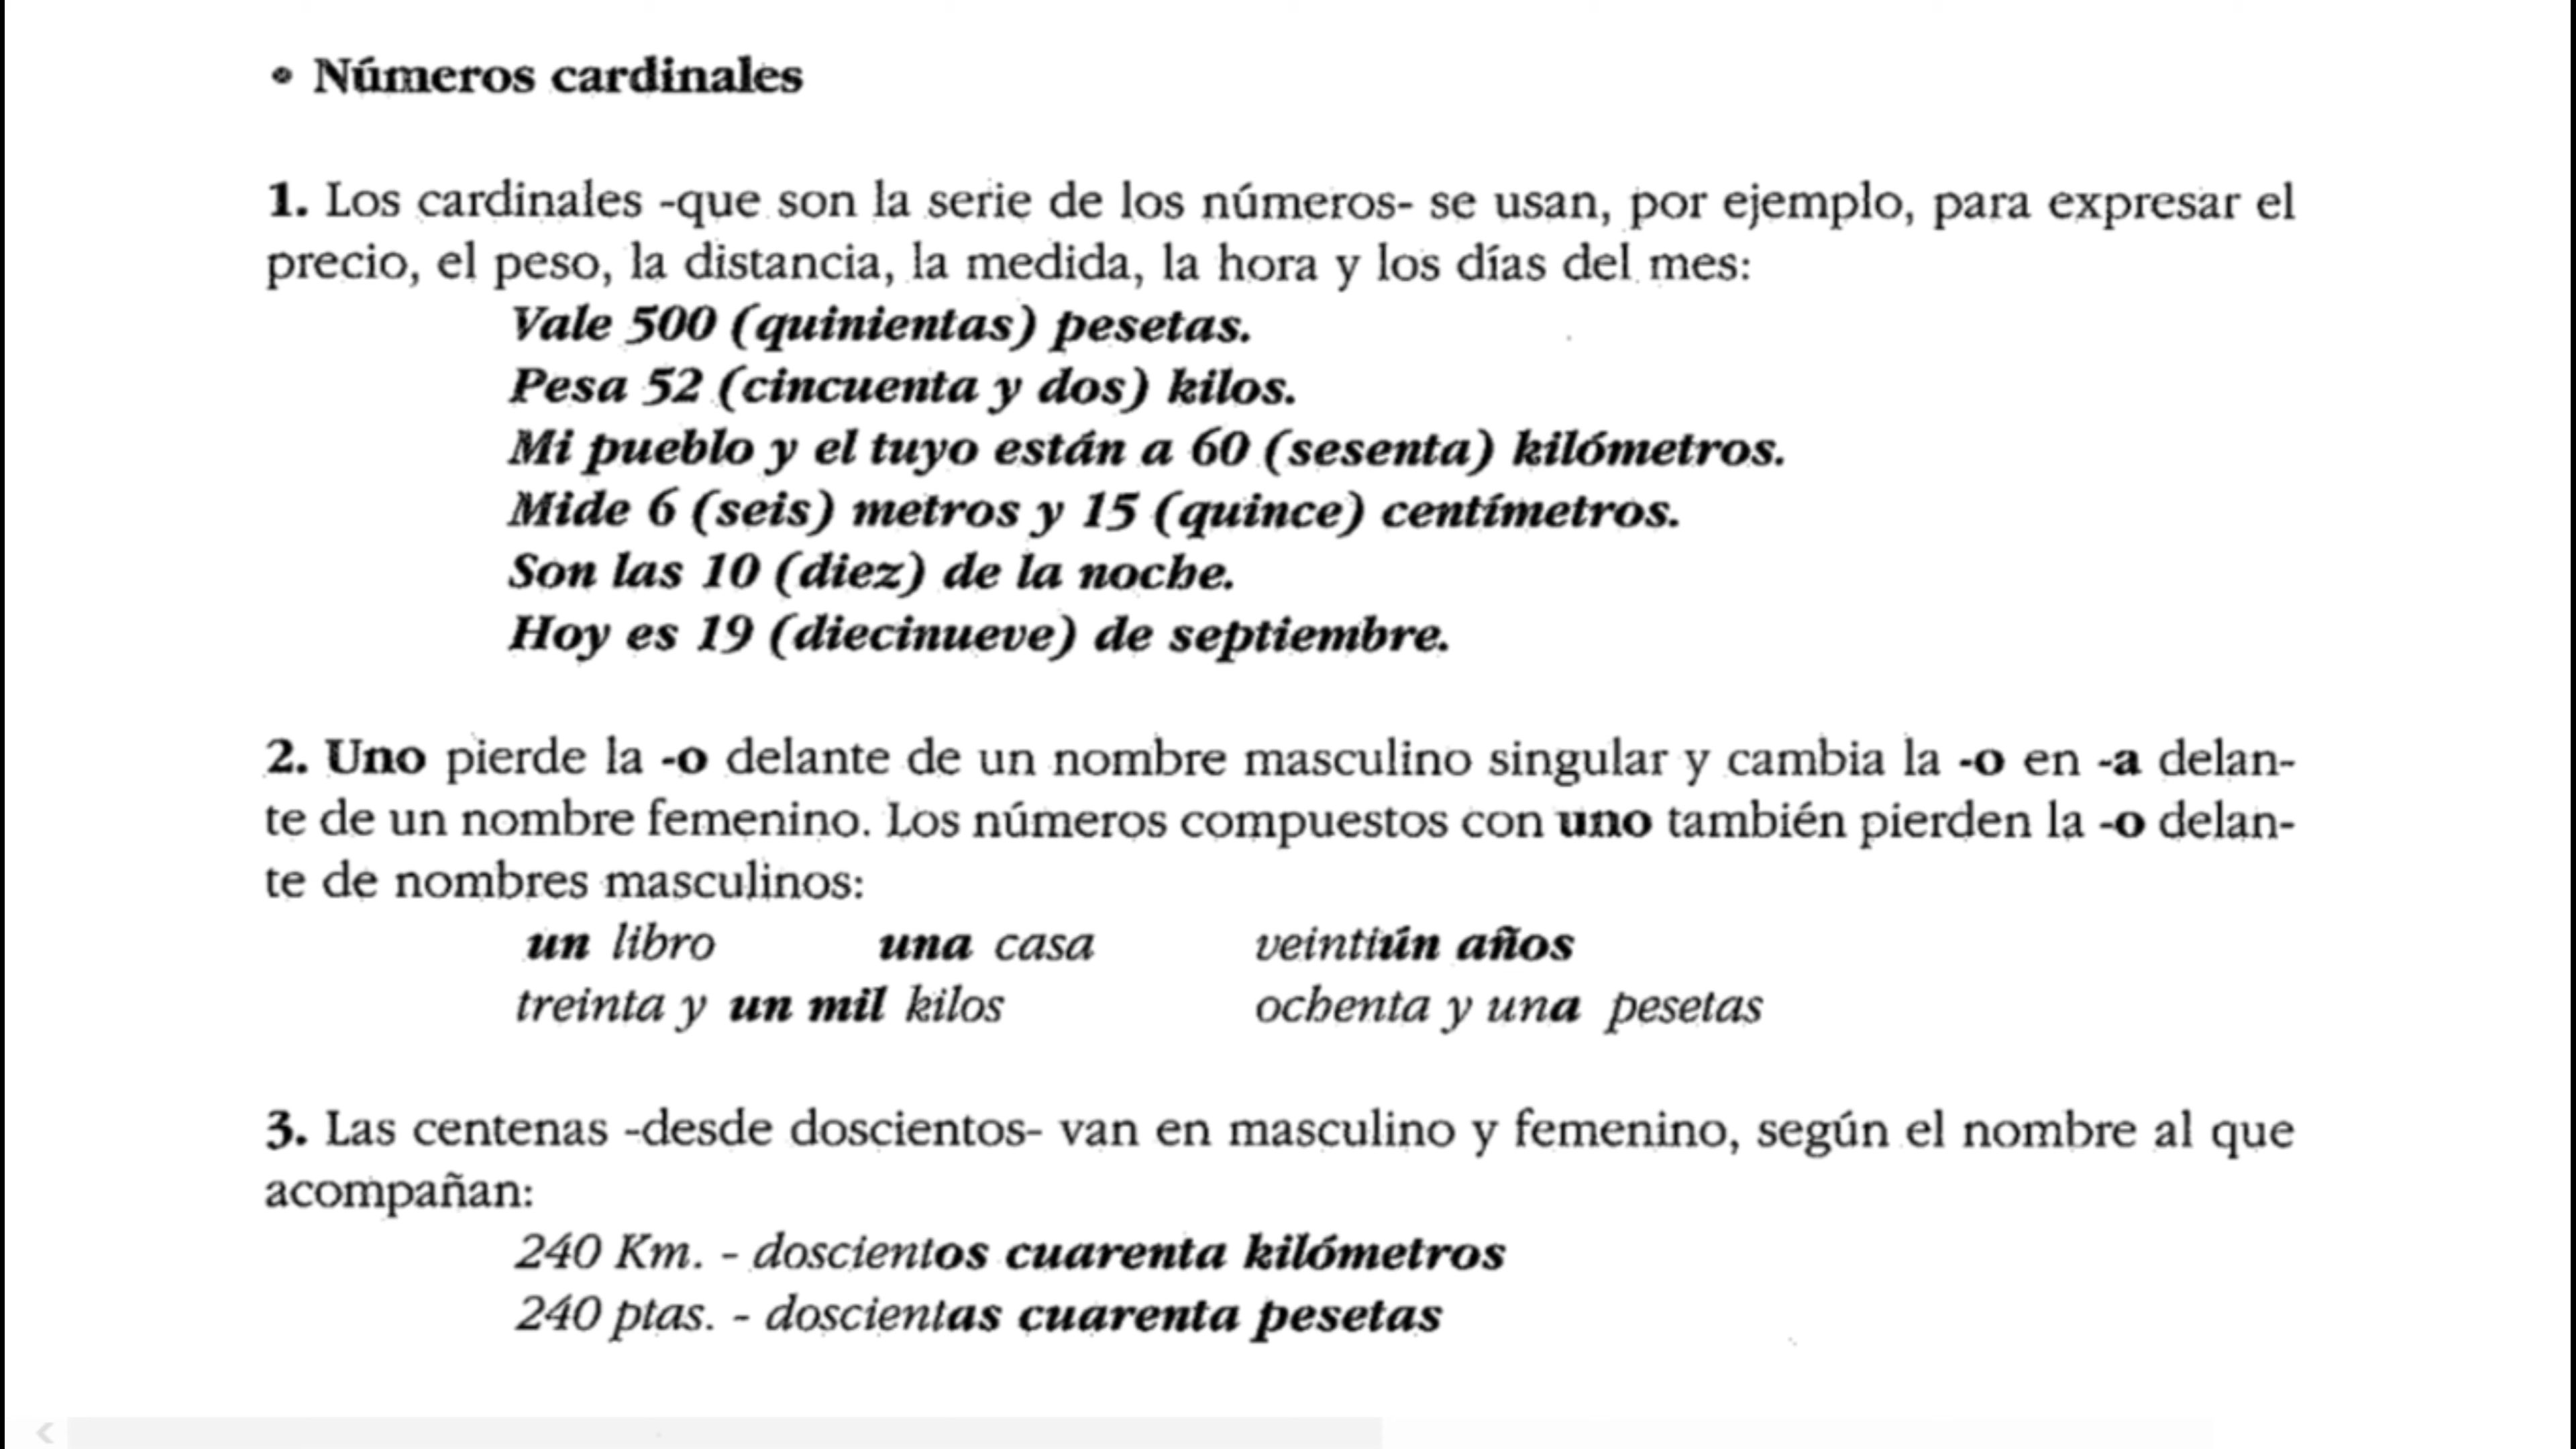 • Números cardinales
1. Los cardinales -que son la serie de los números- se usan, por ejemplo, para expresar el
precio, el peso, la distancia, la medida, la hora y los días del mes:
Vale 500 (quinientas) pesetas.
Pesa 52 (cincuenta y dos) kilos.
Mi pueblo y el tuyo están a 60 (sesenta) kilómetros.
Mide 6 (seis) metros y 15 (quince) centímetros.
Son las 10 (diez) de la noche.
Hoy es 19 (diecinueve) de septiembre.
2. Uno pierde la -o delante de un nombre masculino singular y cambia la -o en -a delan-
te de un nombre femenino. Los números compuestos con uno también pierden la -o delan-
te de nombres masculinos:
un libro una casa veintiún años
treinta y un mil kilos ochenta y una pesetas
3. Las centenas -desde doscientos- van en masculino y femenino, según el nombre al que
acompañan:
240 Km. - doscientos cuarenta kilómetros
240 ptas. - doscientas cuarenta pesetas